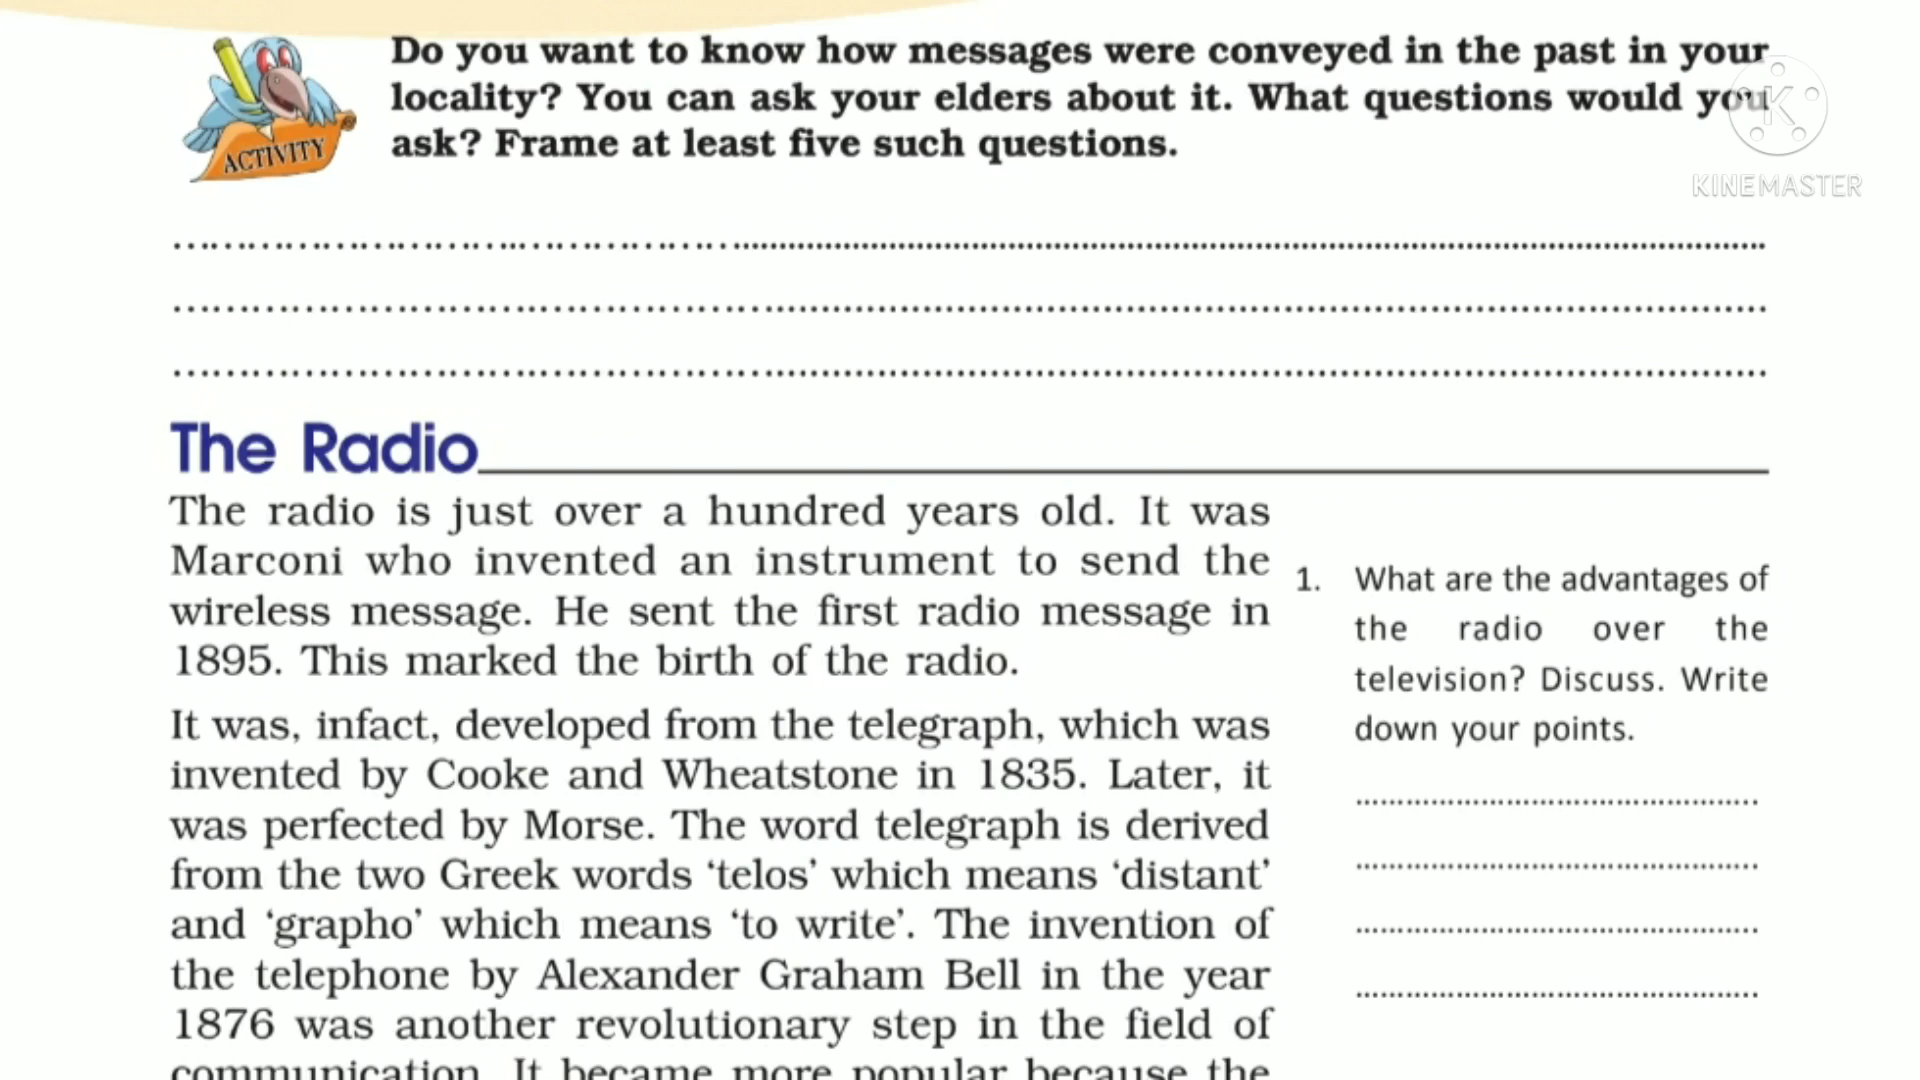 Do you want to know how messages were conveyed in the past in your
locality? You can ask your elders about it. What questions would you
ask? Frame at least five such questions.
ACTIVITY
KINEMASTER
The Radio
The radio is just over a hundred years old. It was
Marconi who invented an instrument to send the
wireless message. He sent the first radio message in
1895. This marked the birth of the radio.
It was, infact, developed from the telegraph, which was
invented by Cooke and Wheatstone in 1835. Later, it
was perfected by Morse. The word telegraph is derived
from the two Greek words ‘telos’ which means ‘distant’
and ‘grapho’ which means ‘to write’. The invention of
the telephone by Alexander Graham Bell in the year
1876 was another revolutionary step in the field of
communication. It became more popular because the
1. What are the advantages of
the radio over the
television? Discuss. Write
down your points.